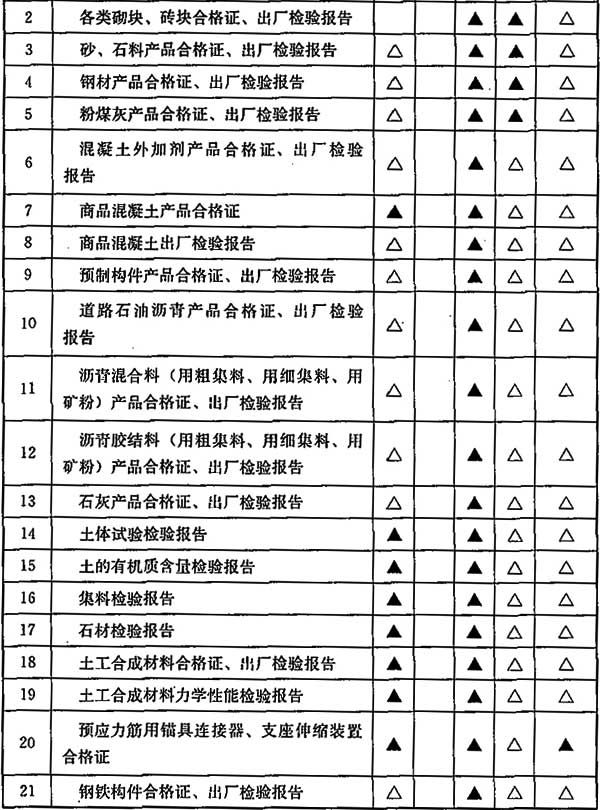 2 各类砌块、砖块合格证、出厂检验报告 ▲ ▲ △
3 砂、石料产品合格证、出厂检验报告 △ ▲ ▲ △
4 钢材产品合格证、出厂检验报告 △ ▲ ▲ △
5 粉煤灰产品合格证、出厂检验报告 △ ▲ ▲ △
6 混凝土外加剂产品合格证、出厂检验 △ ▲ △ △
报告
7 商品混凝土产品合格证 ▲ ▲ △ △
8 商品混凝土出厂检验报告 △ ▲ △ △
9 预制构件产品合格证、出厂检验报告 △ ▲ △ △
10 道路石油沥青产品合格证、出厂检验 △ ▲ △ △
报告
11 沥青混合料（用粗集料、用细集料、用 △ ▲ △ △
矿粉）产品合格证、出厂检验报告
12 沥青胶结料（用粗集料、用细集料、用 △ ▲ △ △
矿粉）产品合格证、出厂检验报告
13 石灰产品合格证、出厂检验报告 △ ▲ △ △
14 土体试验检验报告 ▲ ▲ △ △
15 土的有机质含量检验报告 ▲ ▲ △ △
16 集料检验报告 ▲ ▲ △ △
17 石材检验报告 ▲ ▲ △ △
18 土工合成材料合格证、出厂检验报告 ▲ ▲ △ △
19 土工合成材料力学性能检验报告 ▲ ▲ △ △
20 预应力筋用锚具连接器、支座伸缩装置 ▲ ▲ △ ▲
合格证
21 钢铁构件合格证、出厂检验报告 △ ▲ △ △